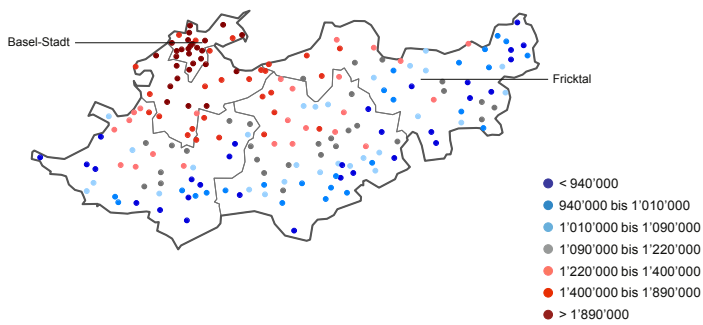 Basel-Stadt
Fricktal
< 940’000
940’000 bis 1’010’000
1’010’000 bis 1’090’000
1’090’000 bis 1’220’000
1’220’000 bis 1’400’000
1’400’000 bis 1’890’000
> 1’890’000